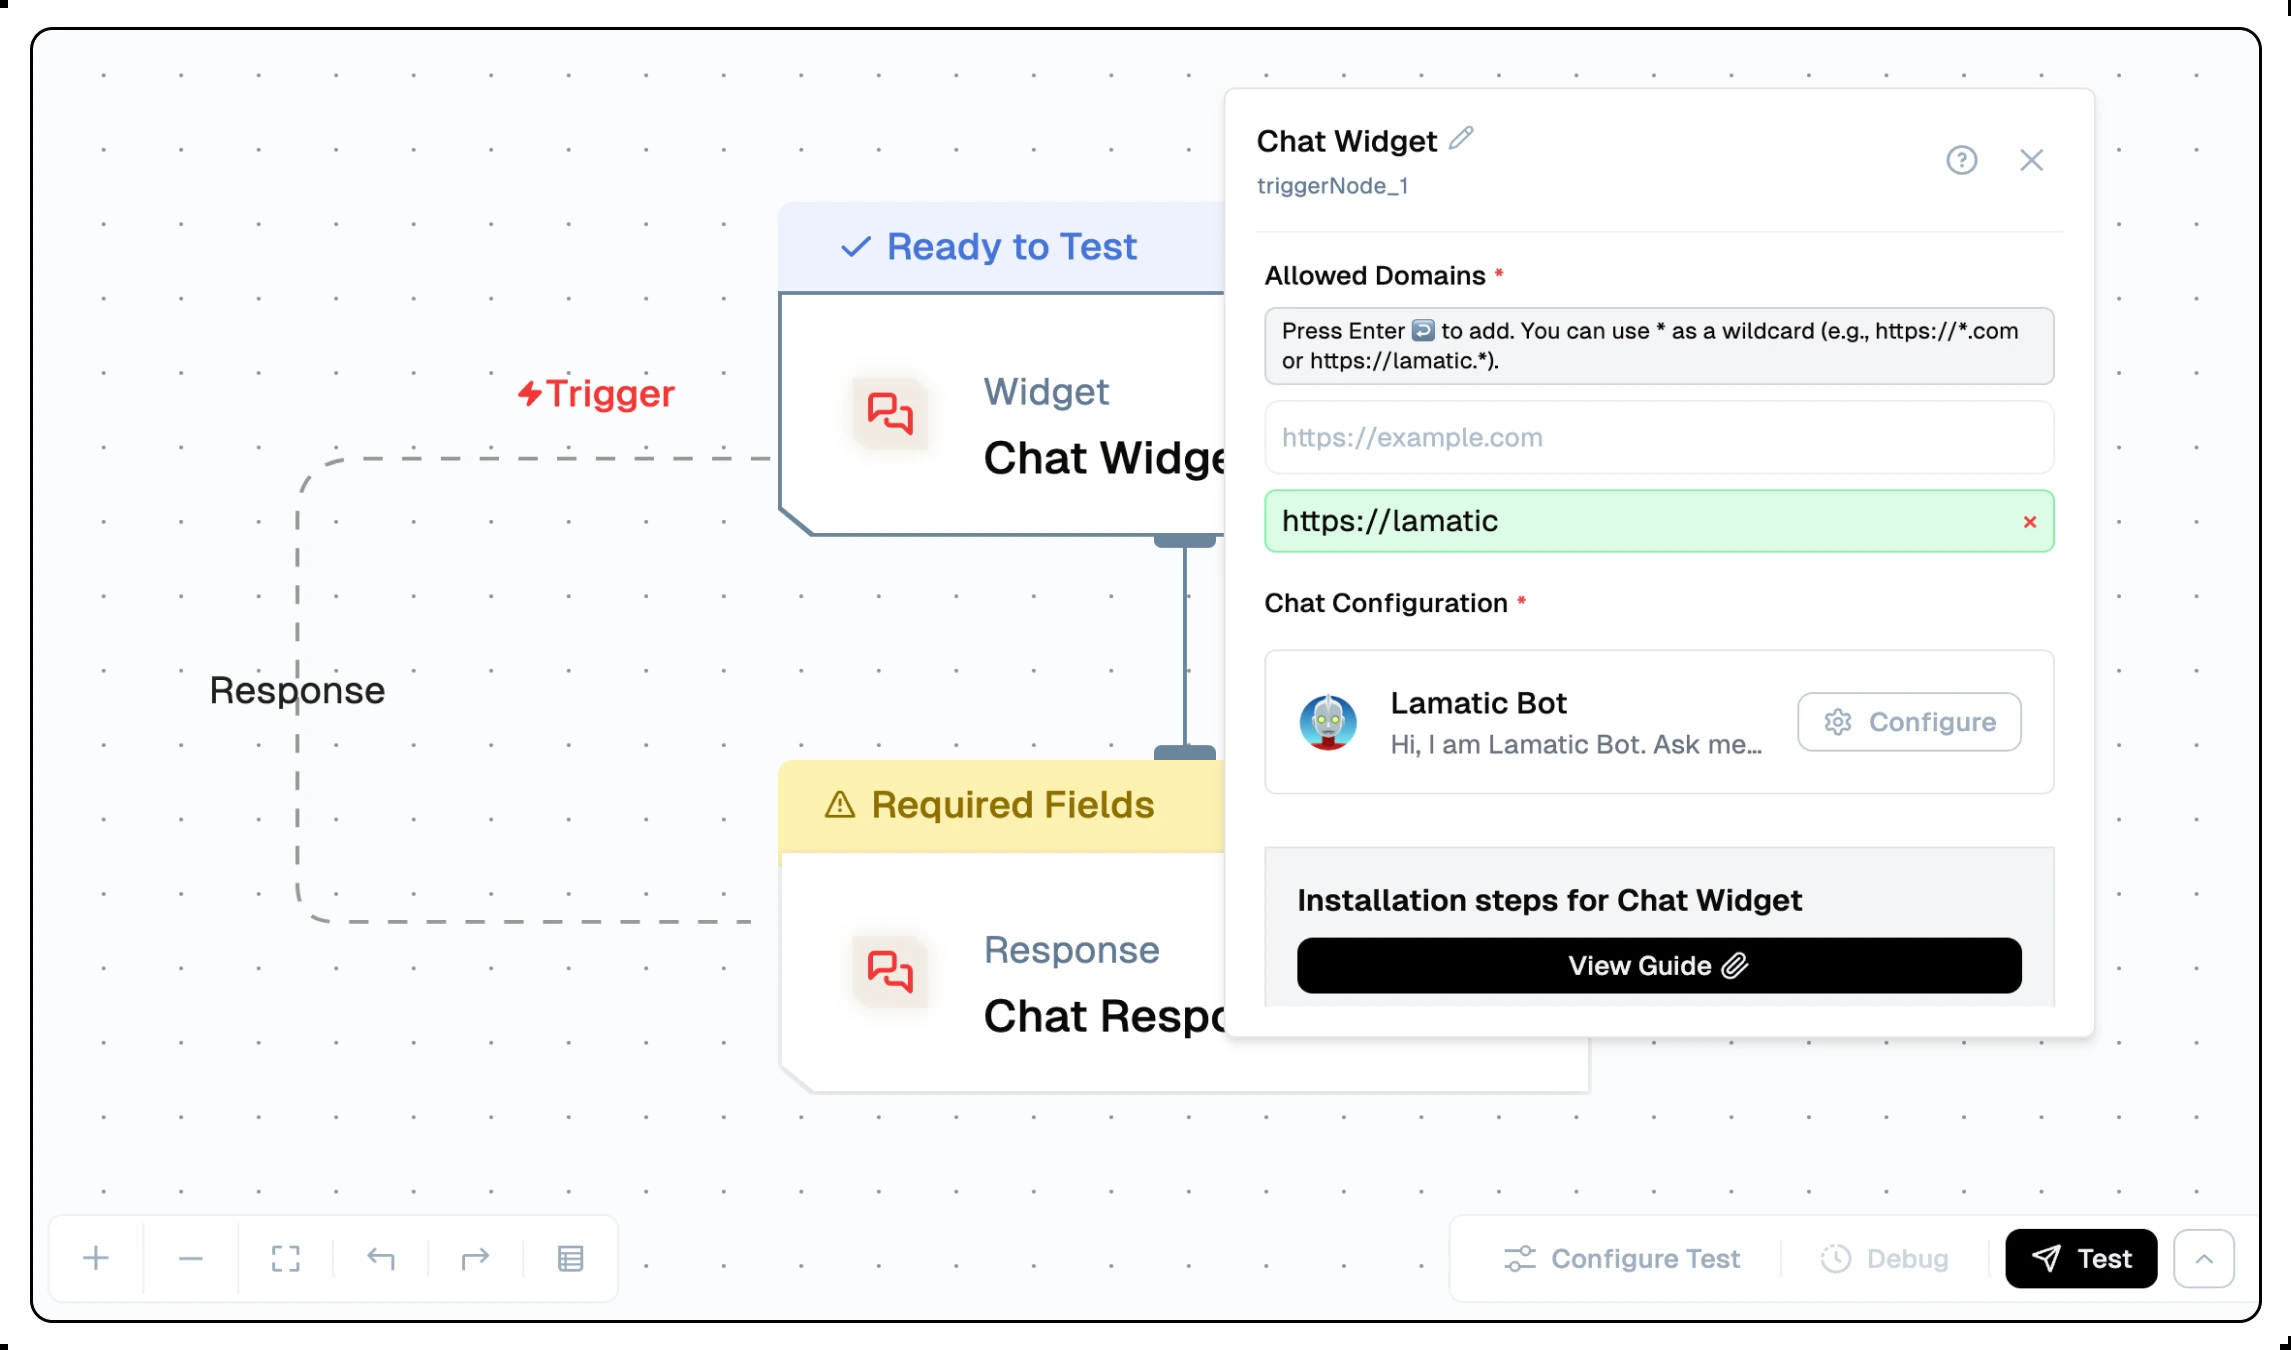 Ready to Test
Trigger
Widget
Chat Widge
Response
Required Fields
Response
Chat Respo
Chat Widget
triggerNode_1
Allowed Domains *
Press Enter ↩ to add. You can use * as a wildcard (e.g., https://*.com
or https://lamatic.*).
https://example.com
https://lamatic
Chat Configuration *
Lamatic Bot
Hi, I am Lamatic Bot. Ask me...
Configure
Installation steps for Chat Widget
View Guide
Configure Test
Debug
Test